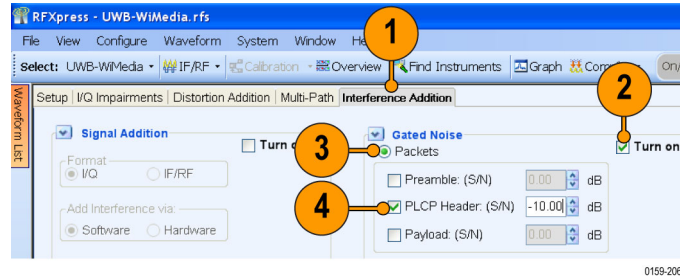 RFXpress - UWB-WiMedia.rfs
File View Configure Waveform System Window
1
Select: UWB-WiMedia IF/RF Calibration Overview Find Instruments Graph On/
2
Waveform List
Setup I/Q Impairments Distortion Addition Multi-Path Interference Addition
Signal Addition
Turn
Gated Noise
Turn on
3
Packets
Format
I/Q IF/RF
Preamble: (S/N) 0.00 dB
4
PLCP Header: (S/N) -10.00 dB
Add Interference via:
Software Hardware
Payload: (S/N) 0.00 dB
0159-206